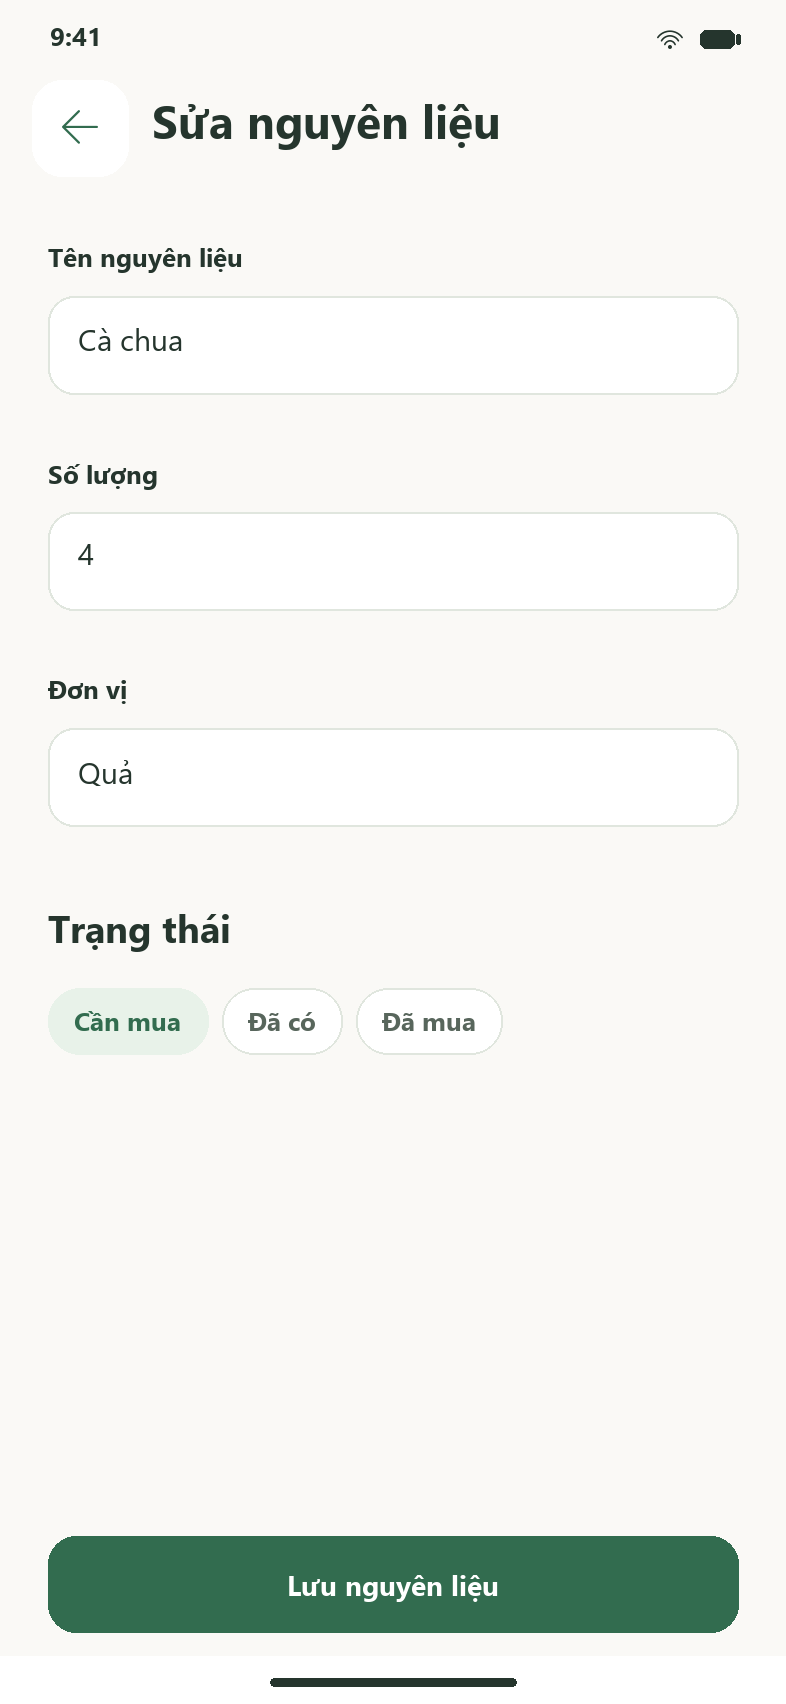 9:41
Sửa nguyên liệu
Tên nguyên liệu
Cà chua
Số lượng
4
Đơn vị
Quả
Trạng thái
Cần mua
Đã có
Đã mua
Lưu nguyên liệu